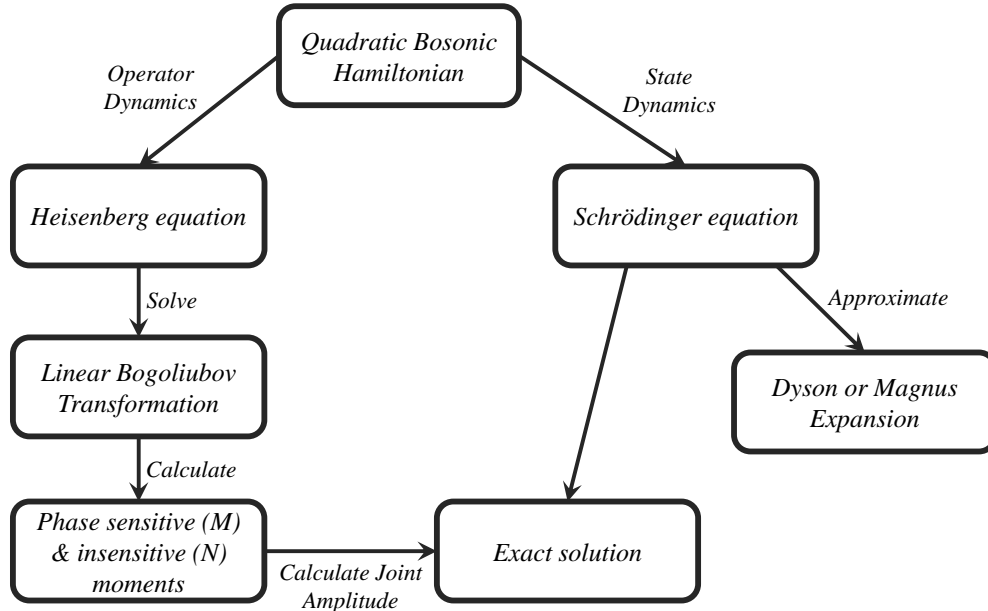 Quadratic Bosonic
Hamiltonian
Operator
Dynamics
State
Dynamics
Heisenberg equation
Schrödinger equation
Solve
Approximate
Linear Bogoliubov
Transformation
Dyson or Magnus
Expansion
Calculate
Phase sensitive (M)
& insensitive (N)
moments
Calculate Joint
Amplitude
Exact solution